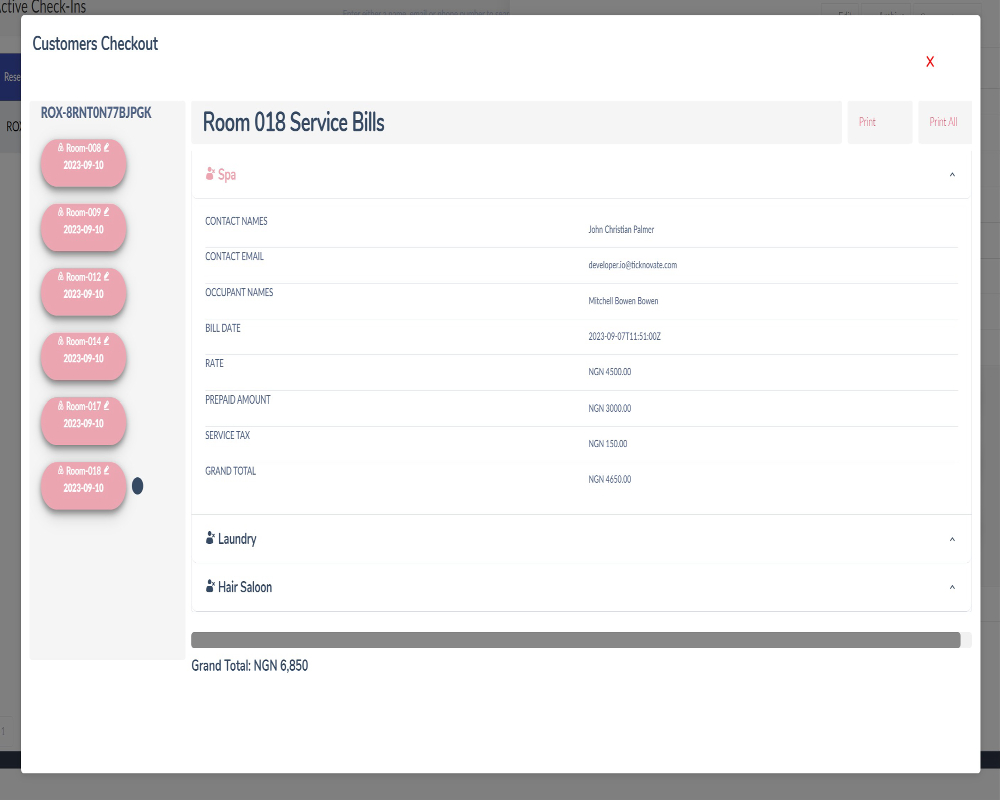 ctive Check-Ins
Customers Checkout
X
Rese
ROX
ROX-8RNT0N77BJPGK
Room 018 Service Bills
Print
Print All
Room-008
2023-09-10
Room-009
2023-09-10
Room-012
2023-09-10
Room-014
2023-09-10
Room-017
2023-09-10
Room-018
2023-09-10
Spa
CONTACT NAMES
John Christian Palmer
CONTACT EMAIL
developer.io@ticknovate.com
OCCUPANT NAMES
Mitchell Bowen Bowen
BILL DATE
2023-09-07T11:51:00Z
RATE
NGN 4500.00
PREPAID AMOUNT
NGN 3000.00
SERVICE TAX
NGN 150.00
GRAND TOTAL
NGN 4650.00
Laundry
Hair Saloon
Grand Total: NGN 6,850
1